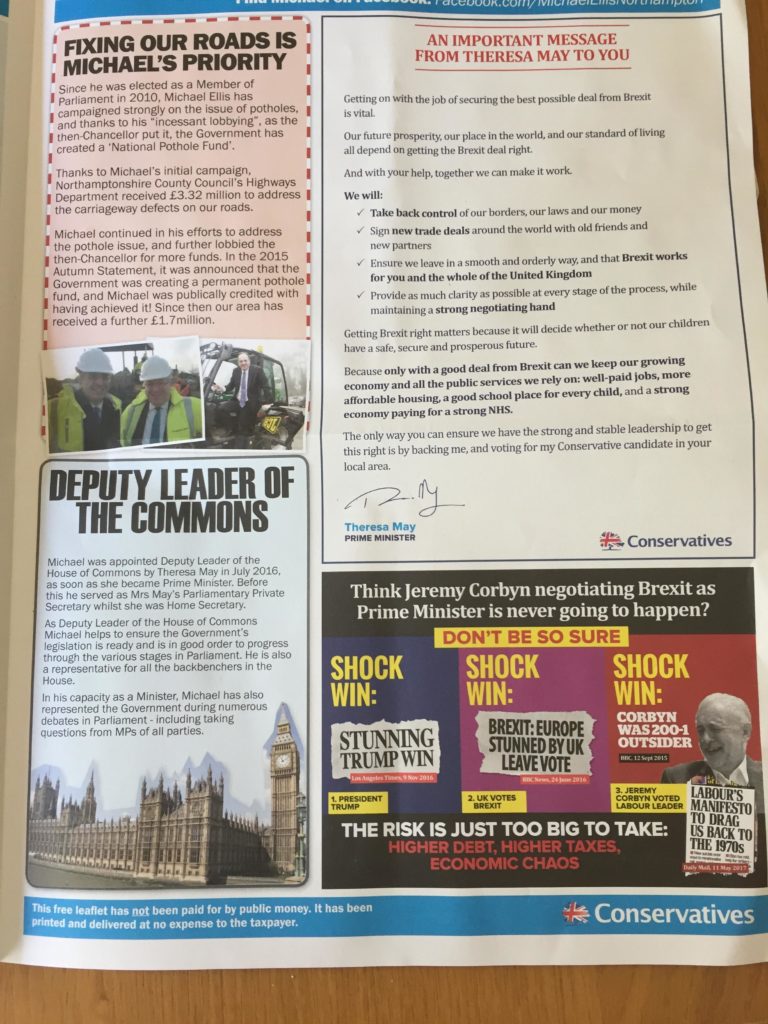 Find Michael on Facebook: Facebook.com/MichaelEllisNorthampton
FIXING OUR ROADS IS
MICHAEL'S PRIORITY
Since he was elected as a Member of
Parliament in 2010, Michael Ellis has
campaigned strongly on the issue of potholes,
and thanks to his "incessant lobbying", as the
then-Chancellor put it, the Government has
created a 'National Pothole Fund'.
Thanks to Michael's initial campaign,
Northamptonshire County Council's Highways
Department received £3.32 million to address
the carriageway defects on our roads.
Michael continued in his efforts to address
the pothole issue, and further lobbied the
then-Chancellor for more funds. In the 2015
Autumn Statement, it was announced that the
Government was creating a permanent pothole
fund, and Michael was publically credited with
having achieved it! Since then our area has
received a further £1.7million.
JCB
DEPUTY LEADER OF
THE COMMONS
Michael was appointed Deputy Leader of the
House of Commons by Theresa May in July 2016,
as soon as she became Prime Minister. Before
this he served as Mrs May's Parliamentary Private
Secretary whilst she was Home Secretary.
As Deputy Leader of the House of Commons
Michael helps to ensure the Government's
legislation is ready and is in good order to progress
through the various stages in Parliament. He is also
a representative for all the backbenchers in the
House.
In his capacity as a Minister, Michael has also
represented the Government during numerous
debates in Parliament - including taking
questions from MPs of all parties.
AN IMPORTANT MESSAGE
FROM THERESA MAY TO YOU
Getting on with the job of securing the best possible deal from Brexit
is vital.
Our future prosperity, our place in the world, and our standard of living
all depend on getting the Brexit deal right.
And with your help, together we can make it work.
We will:
✓ Take back control of our borders, our laws and our money
✓ Sign new trade deals around the world with old friends and
new partners
✓ Ensure we leave in a smooth and orderly way, and that Brexit works
for you and the whole of the United Kingdom
✓ Provide as much clarity as possible at every stage of the process, while
maintaining a strong negotiating hand
Getting Brexit right matters because it will decide whether or not our children
have a safe, secure and prosperous future.
Because only with a good deal from Brexit can we keep our growing
economy and all the public services we rely on: well-paid jobs, more
affordable housing, a good school place for every child, and a strong
economy paying for a strong NHS.
The only way you can ensure we have the strong and stable leadership to get
this right is by backing me, and voting for my Conservative candidate in your
local area.
Theresa May
PRIME MINISTER
Conservatives
Think Jeremy Corbyn negotiating Brexit as
Prime Minister is never going to happen?
DON'T BE SO SURE
SHOCK
WIN:
STUNNING
TRUMP WIN
Los Angeles Times, 9 Nov 2016
1. PRESIDENT
TRUMP
SHOCK
WIN:
BREXIT: EUROPE
STUNNED BY UK
LEAVE VOTE
BBC News, 24 June 2016
2. UK VOTES
BREXIT
SHOCK
WIN:
CORBYN
WAS 200-1
OUTSIDER
BBC, 12 Sept 2015
3. JEREMY
CORBYN VOTED
LABOUR LEADER
LABOUR'S
MANIFESTO
TO DRAG
US BACK TO
THE 1970s
Daily Mail, 11 May 2017
THE RISK IS JUST TOO BIG TO TAKE:
HIGHER DEBT, HIGHER TAXES,
ECONOMIC CHAOS
This free leaflet has not been paid for by public money. It has been
printed and delivered at no expense to the taxpayer.
Conservatives